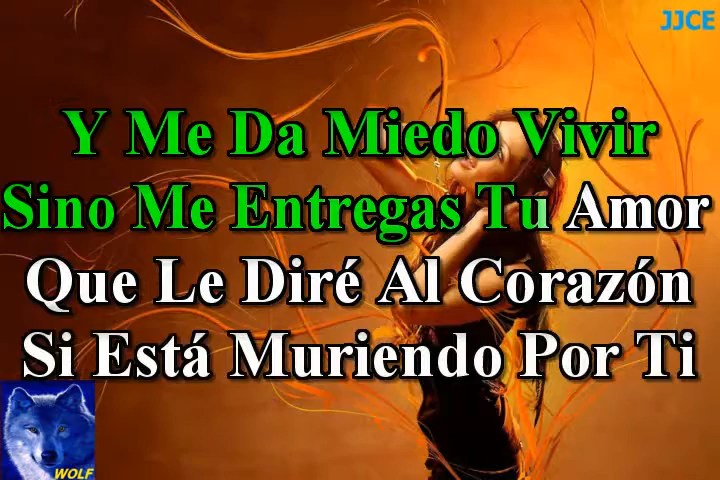 JJCE
Y Me Da Miedo Vivir
Sino Me Entregas Tu Amor
Que Le Diré Al Corazón
Si Está Muriendo Por Ti
WOLF